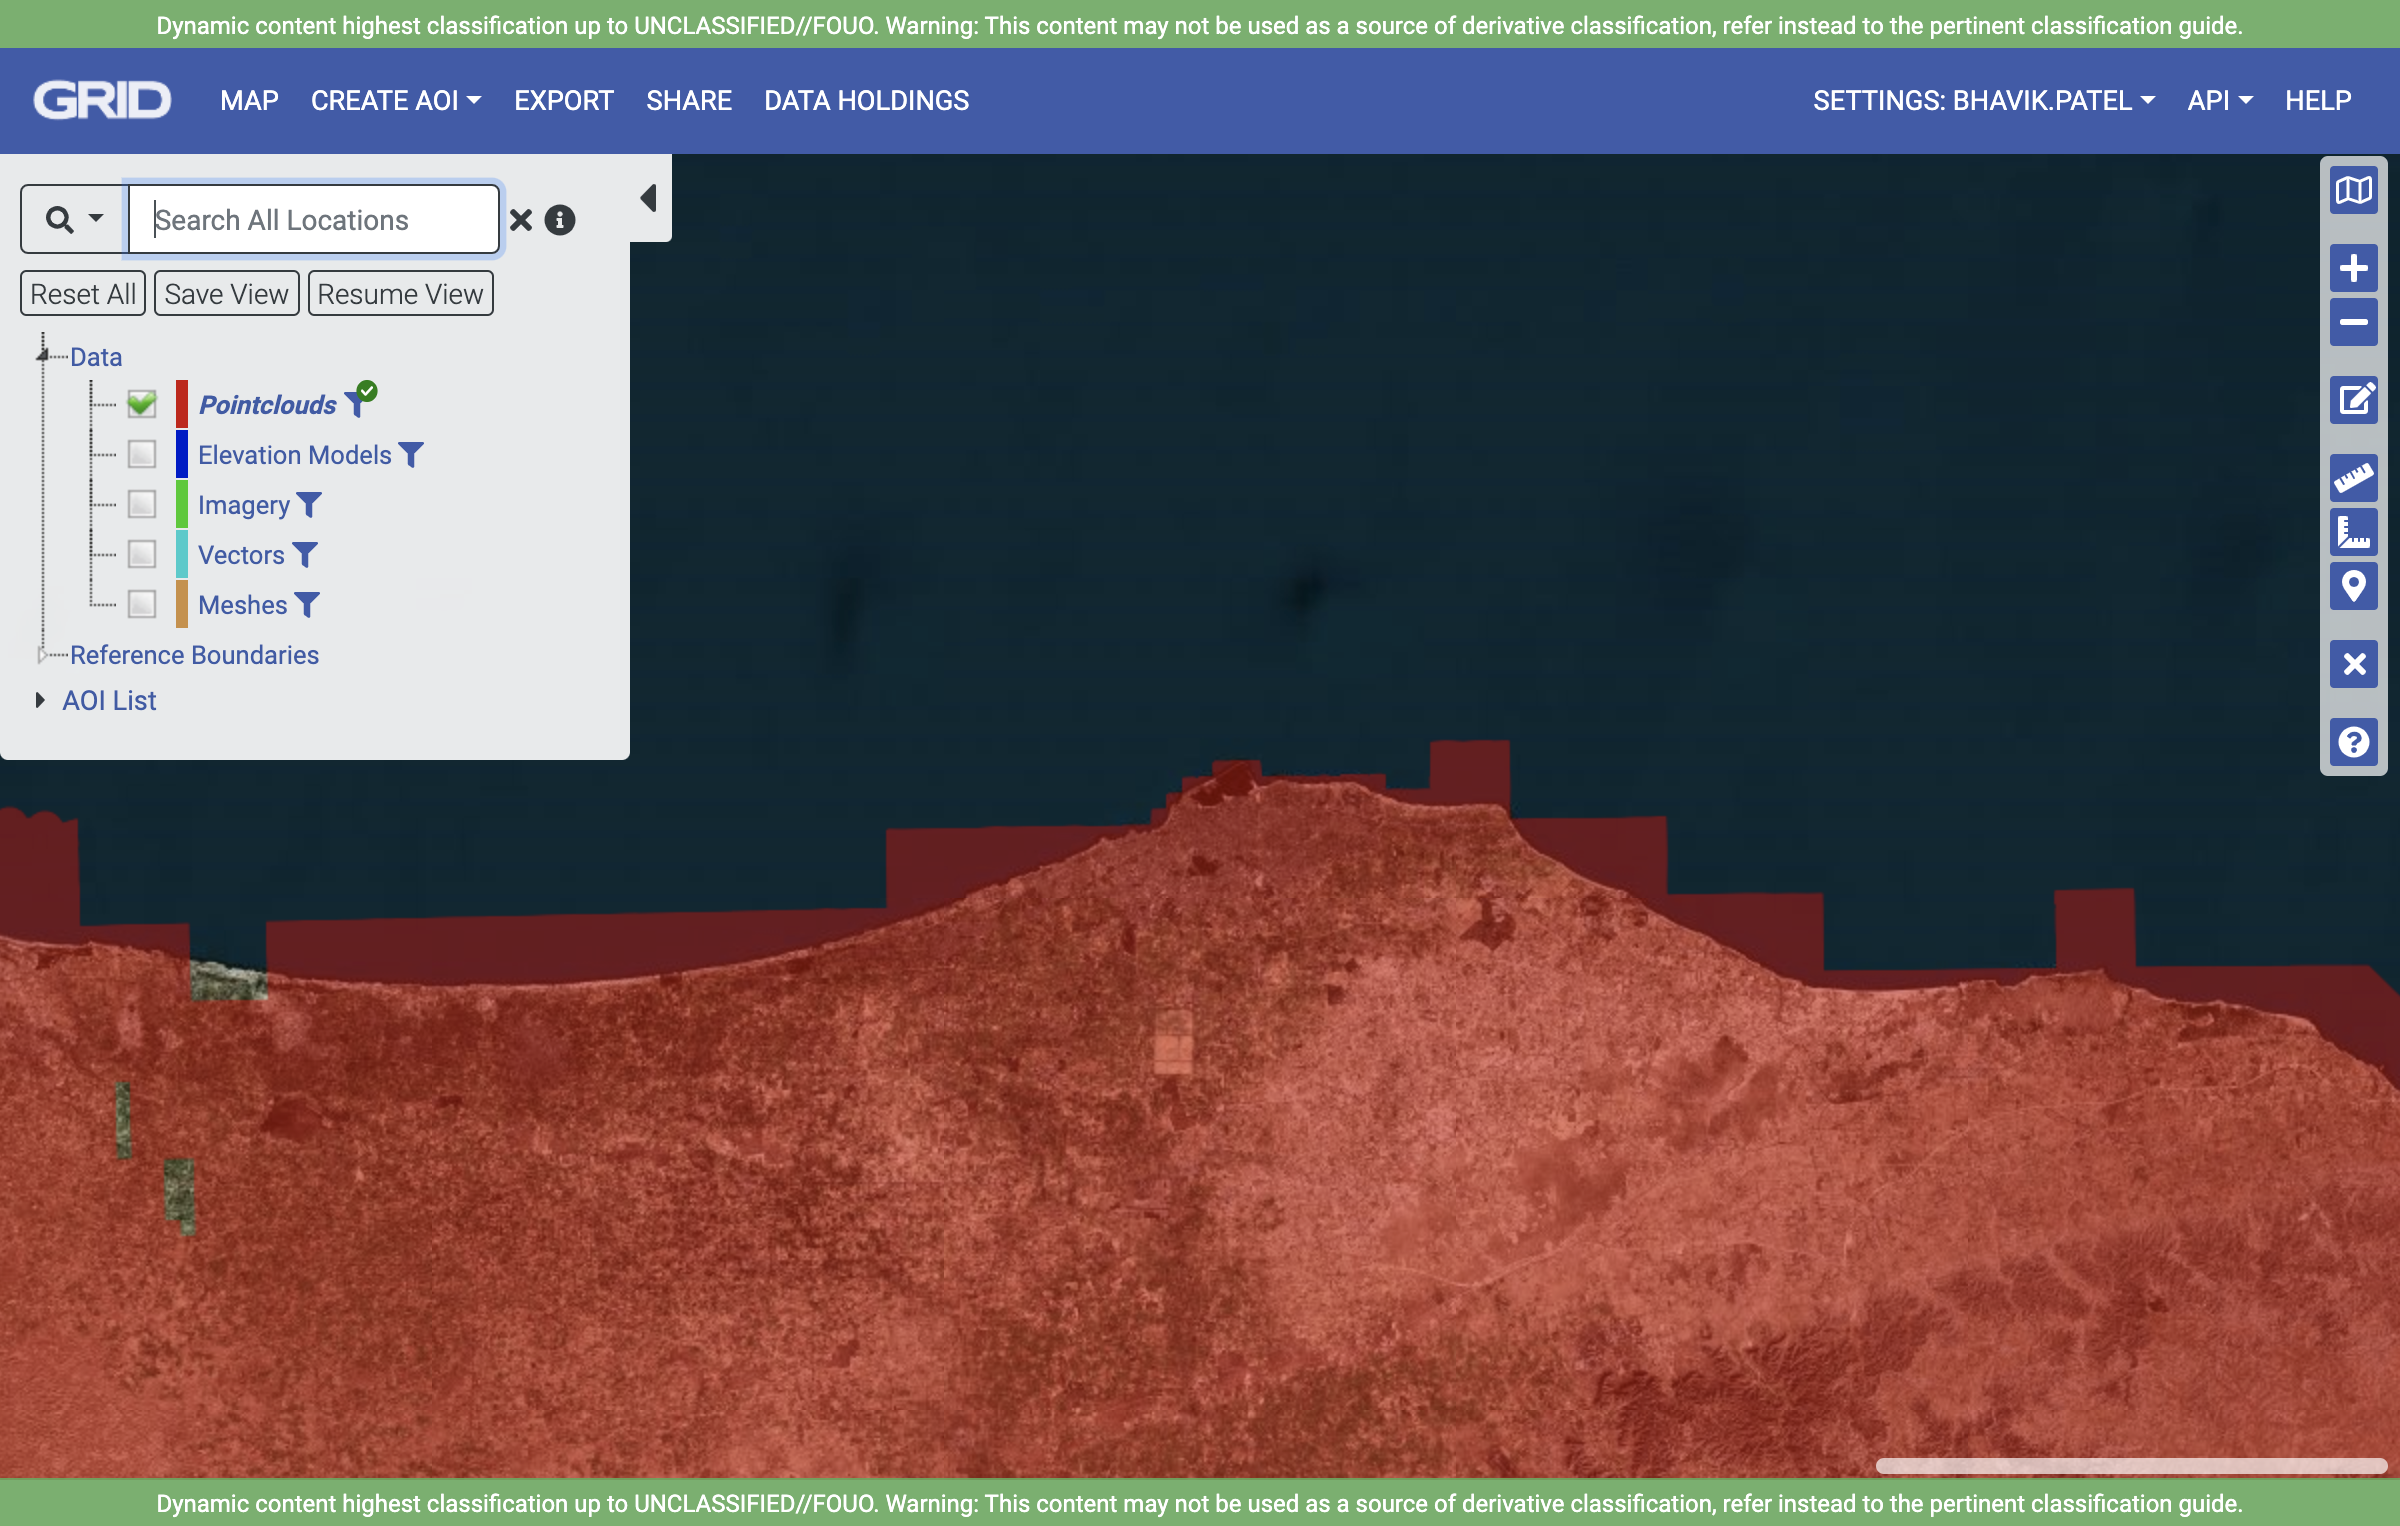 Dynamic content highest classification up to UNCLASSIFIED//FOUO. Warning: This content may not be used as a source of derivative classification, refer instead to the pertinent classification guide.
GRID MAP CREATE AOI EXPORT SHARE DATA HOLDINGS SETTINGS: BHAVIK.PATEL API HELP
Search All Locations
Reset All Save View Resume View
Data
Pointclouds
Elevation Models
Imagery
Vectors
Meshes
Reference Boundaries
AOI List
Dynamic content highest classification up to UNCLASSIFIED//FOUO. Warning: This content may not be used as a source of derivative classification, refer instead to the pertinent classification guide.